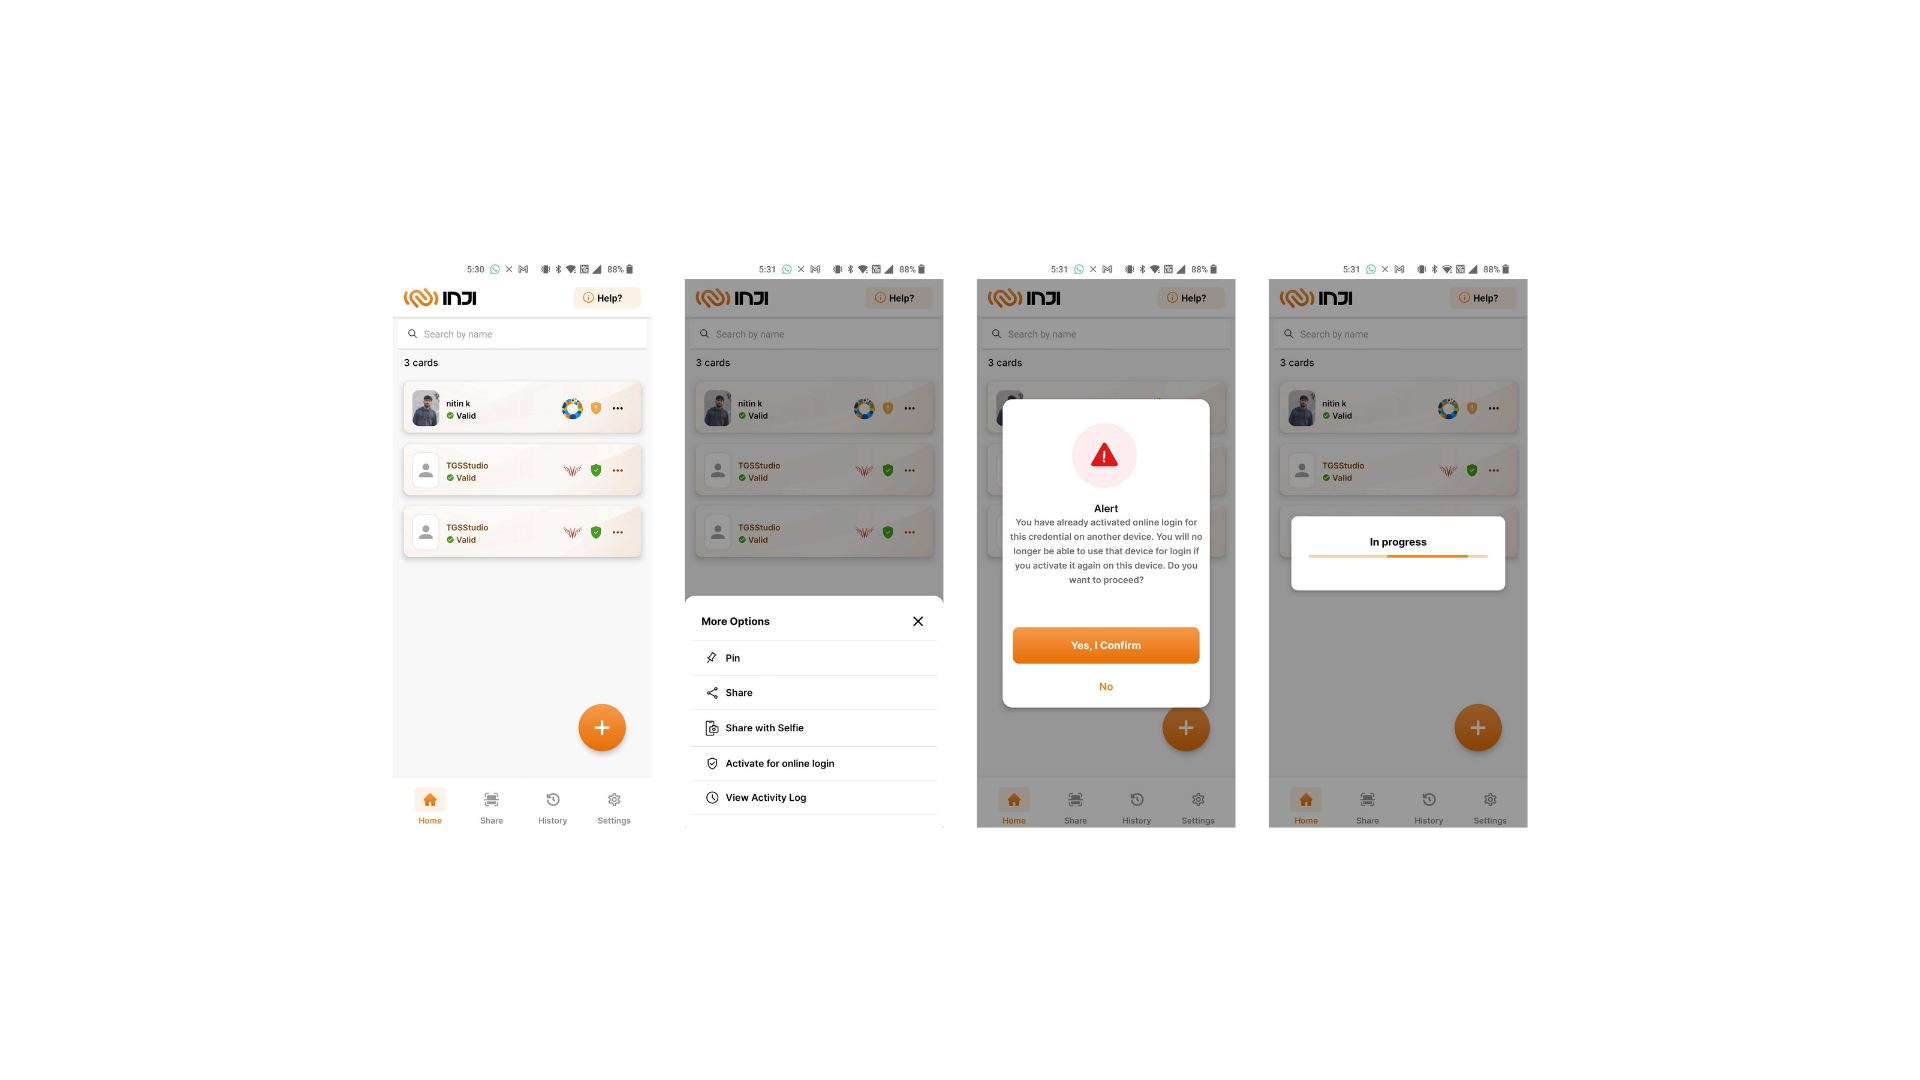 5:30
88%
INJI
Help?
Search by name
3 cards
nitin k
Valid
TGSStudio
Valid
TGSStudio
Valid
Home
Share
History
Settings
5:31
88%
INJI
Help?
Search by name
3 cards
nitin k
Valid
TGSStudio
Valid
TGSStudio
Valid
More Options
Pin
Share
Share with Selfie
Activate for online login
View Activity Log
5:31
88%
INJI
Help?
Search by name
3 cards
Alert
You have already activated online login for
this credential on another device. You will no
longer be able to use that device for login if
you activate it again on this device. Do you
want to proceed?
Yes, I Confirm
No
Home
Share
History
Settings
5:31
88%
INJI
Help?
Search by name
3 cards
nitin k
Valid
TGSStudio
Valid
In progress
Home
Share
History
Settings